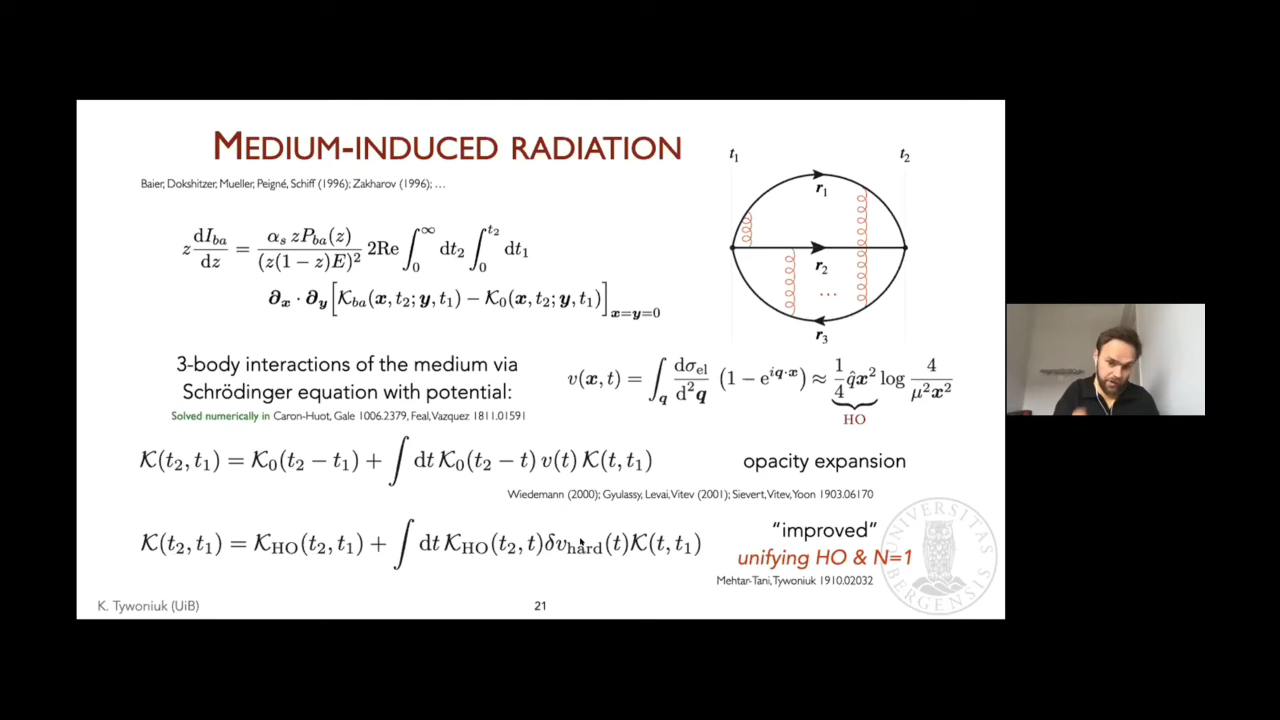 MEDIUM-INDUCED RADIATION
Baier, Dokshitzer, Mueller, Peigné, Schiff (1996); Zakharov (1996); ...
t₁ t₂
r₁
r₂
...
r₃
z dI_ba/dz = α_s zP_ba(z)/(z(1 − z)E)² 2Re ∫₀^∞ dt₂ ∫₀^t₂ dt₁
∂_x · ∂_y [K_ba(x, t₂; y, t₁) − K₀(x, t₂; y, t₁)]_x=y=0
3-body interactions of the medium via
Schrödinger equation with potential:
Solved numerically in Caron-Huot, Gale 1006.2379, Feal, Vazquez 1811.01591
v(x, t) = ∫_q dσ_el/d²q (1 − e^{iq·x}) ≈ 1/4 q̂x² log 4/μ²x²
HO
K(t₂, t₁) = K₀(t₂ − t₁) + ∫ dt K₀(t₂ − t) v(t) K(t, t₁)
opacity expansion
Wiedemann (2000); Gyulassy, Levai, Vitev (2001); Sievert, Vitev, Yoon 1903.06170
K(t₂, t₁) = K_HO(t₂, t₁) + ∫ dt K_HO(t₂, t)δv_hard(t)K(t, t₁)
"improved"
unifying HO & N=1
Mehtar-Tani, Tywoniuk 1910.02032
UNIVERSITAS BERGENSIS
K. Tywoniuk (UiB)
21